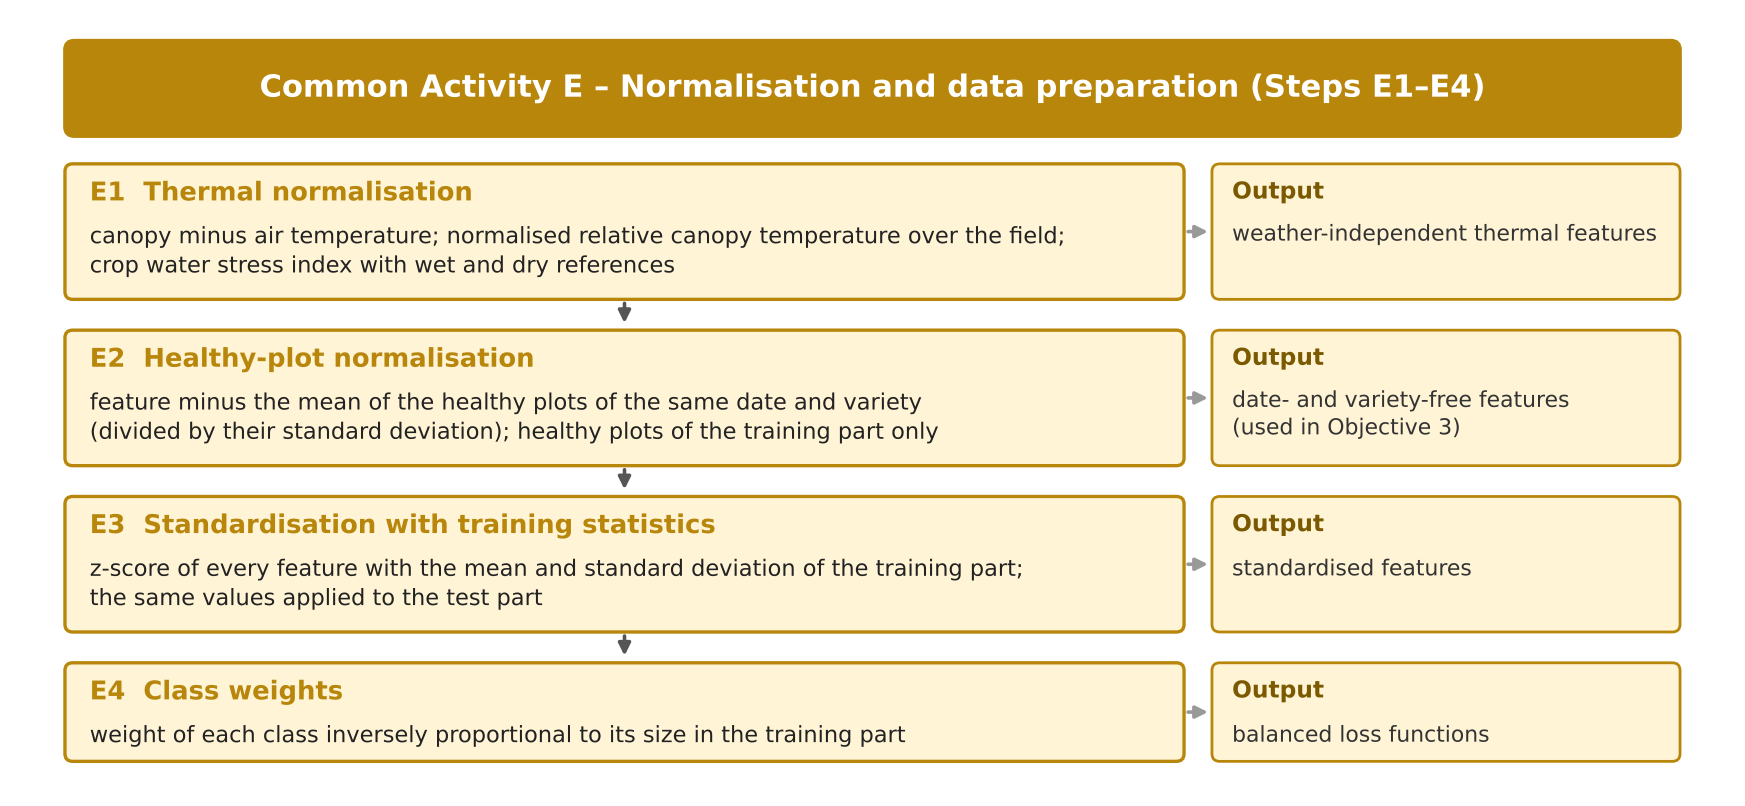 Common Activity E – Normalisation and data preparation (Steps E1–E4)
E1 Thermal normalisation
canopy minus air temperature; normalised relative canopy temperature over the field;
crop water stress index with wet and dry references
Output
weather-independent thermal features
E2 Healthy-plot normalisation
feature minus the mean of the healthy plots of the same date and variety
(divided by their standard deviation); healthy plots of the training part only
Output
date- and variety-free features
(used in Objective 3)
E3 Standardisation with training statistics
z-score of every feature with the mean and standard deviation of the training part;
the same values applied to the test part
Output
standardised features
E4 Class weights
weight of each class inversely proportional to its size in the training part
Output
balanced loss functions